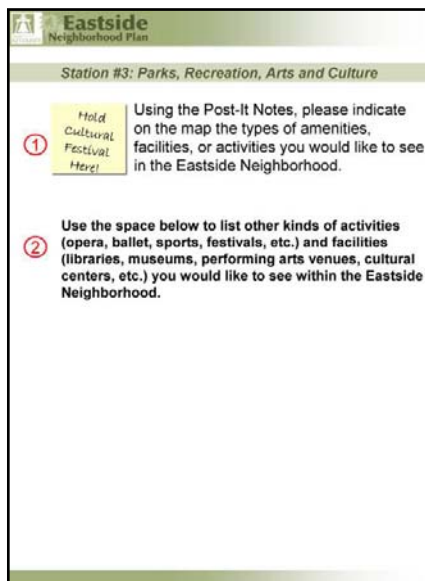 Eastside
Neighborhood Plan
Station #3: Parks, Recreation, Arts and Culture
Hold
Cultural
Festival
Here!
1
Using the Post-It Notes, please indicate
on the map the types of amenities,
facilities, or activities you would like to see
in the Eastside Neighborhood.
2
Use the space below to list other kinds of activities
(opera, ballet, sports, festivals, etc.) and facilities
(libraries, museums, performing arts venues, cultural
centers, etc.) you would like to see within the Eastside
Neighborhood.